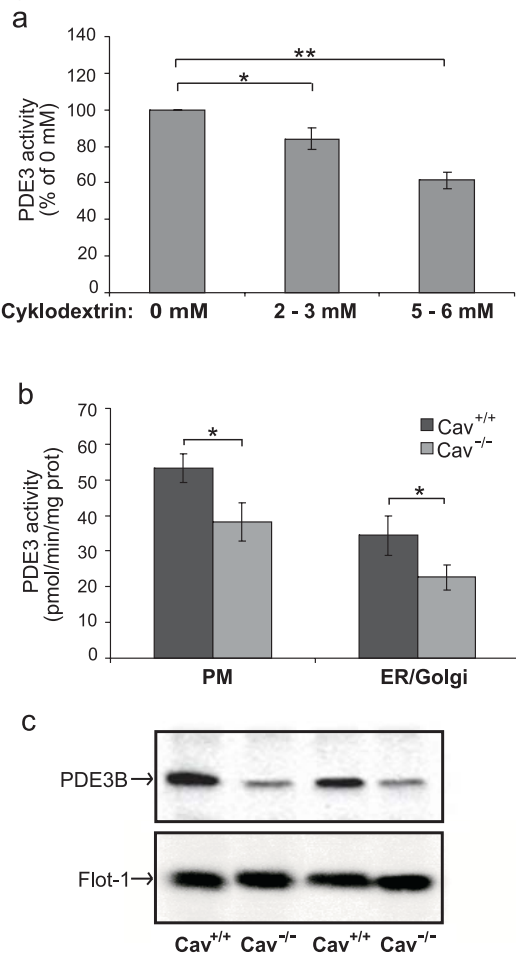 a
PDE3 activity
(% of 0 mM)
140
120
100
80
60
40
20
0
*
**
Cyklodextrin: 0 mM 2 - 3 mM 5 - 6 mM
b
PDE3 activity
(pmol/min/mg prot)
70
60
50
40
30
20
10
0
*
*
Cav+/+
Cav-/-
PM ER/Golgi
c
PDE3B→
Flot-1→
Cav+/+ Cav-/- Cav+/+ Cav-/-